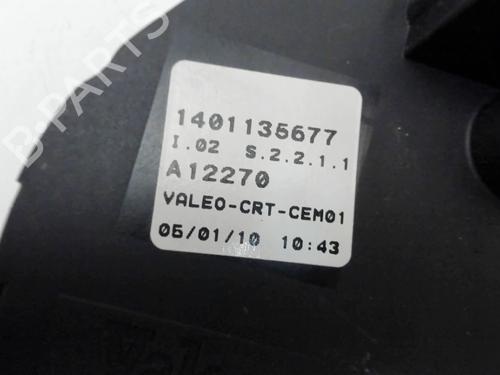 B-PARTS
1401135677
I.02 S.2.2.1.1
A12270
VALEO-CRT-CEM01
05/01/10 10:43